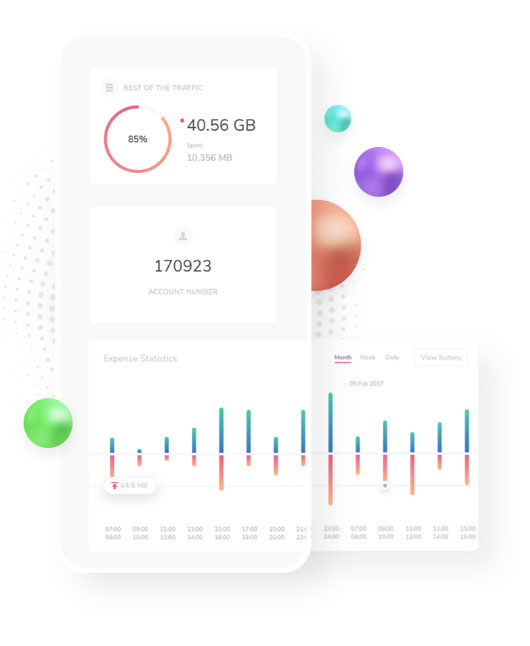 REST OF THE TRAFFIC
85%
40.56 GB
Spent
10,356 MB
170923
ACCOUNT NUMBER
Expense Statistics
Month Week Daily View history
05 Feb 2017
64.5 MB
07:00 09:00 11:00 13:00 15:00 17:00 19:00 23:00 07:00 09:00 11:00 13:00 15:00
08:00 10:00 12:00 14:00 16:00 18:00 20:00 24:00 08:00 10:00 12:00 14:00 16:00